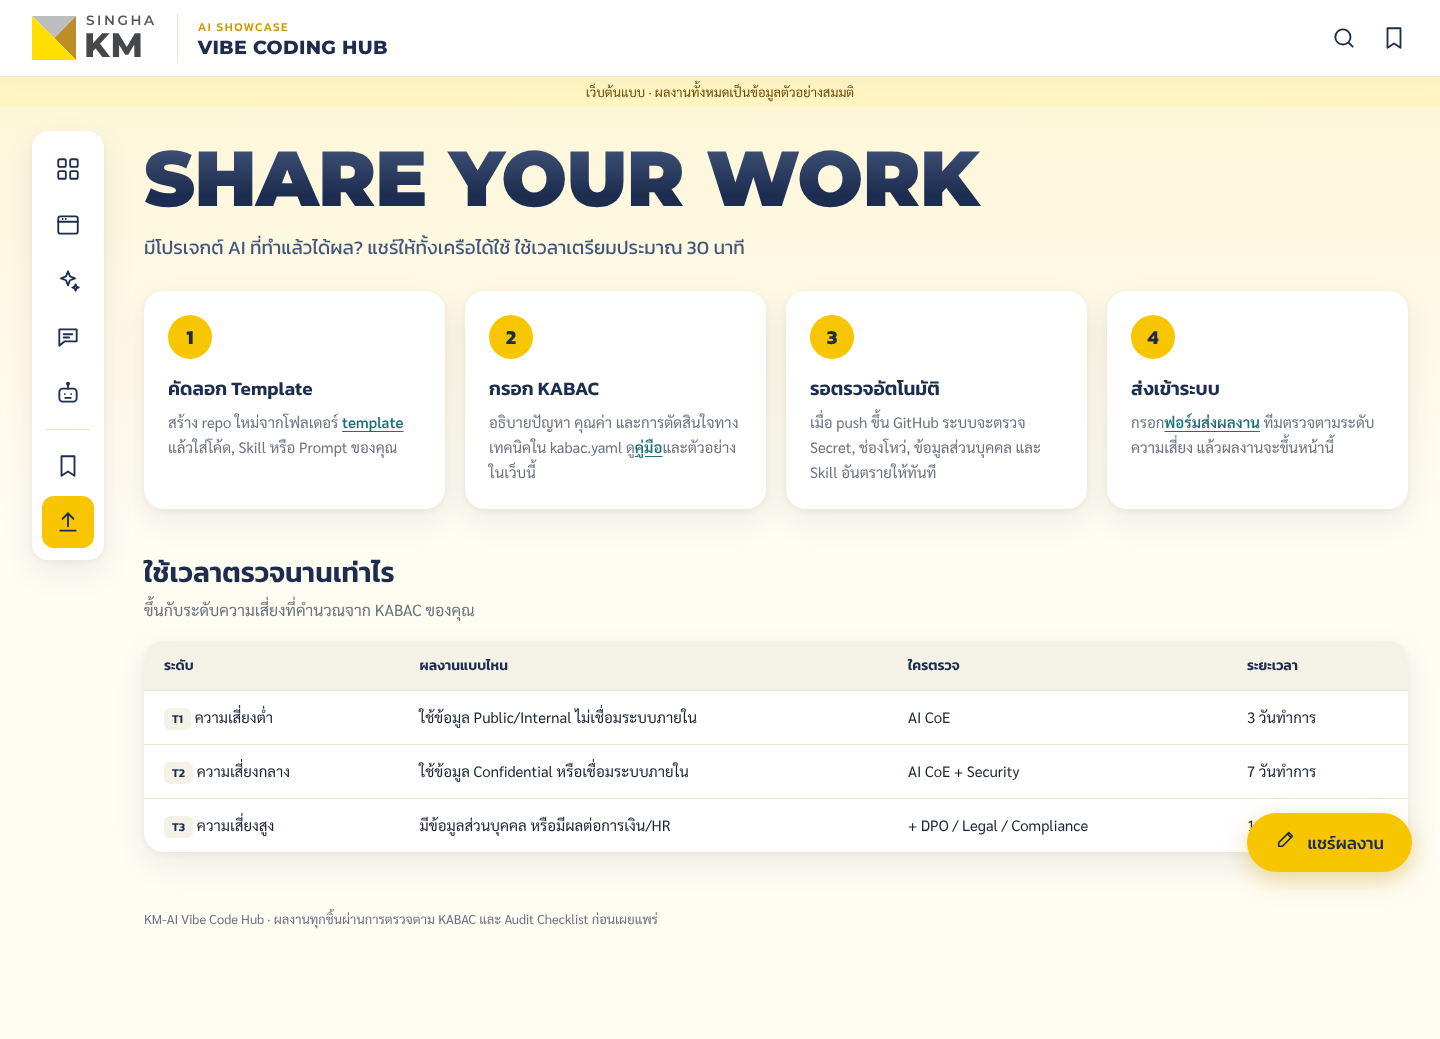 SINGHA
KM
AI SHOWCASE
VIBE CODING HUB
เว็บต้นแบบ · ผลงานทั้งหมดเป็นข้อมูลตัวอย่างสมมติ
SHARE YOUR WORK
มีโปรเจกต์ AI ที่ทำแล้วได้ผล? แชร์ให้ทั้งเครือได้ใช้ ใช้เวลาเตรียมประมาณ 30 นาที
1
คัดลอก Template
สร้าง repo ใหม่จากโฟลเดอร์ template
แล้วใส่โค้ด, Skill หรือ Prompt ของคุณ
2
กรอก KABAC
อธิบายปัญหา คุณค่า และการตัดสินใจทาง
เทคนิคใน kabac.yaml ดูคู่มือและตัวอย่าง
ในเว็บนี้
3
รอตรวจอัตโนมัติ
เมื่อ push ขึ้น GitHub ระบบจะตรวจ
Secret, ช่องโหว่, ข้อมูลส่วนบุคคล และ
Skill อันตรายให้ทันที
4
ส่งเข้าระบบ
กรอกฟอร์มส่งผลงาน ทีมตรวจตามระดับ
ความเสี่ยง แล้วผลงานจะขึ้นหน้านี้
ใช้เวลาตรวจนานเท่าไร
ขึ้นกับระดับความเสี่ยงที่คำนวณจาก KABAC ของคุณ
ระดับ ผลงานแบบไหน ใครตรวจ ระยะเวลา
T1 ความเสี่ยงต่ำ ใช้ข้อมูล Public/Internal ไม่เชื่อมระบบภายใน AI CoE 3 วันทำการ
T2 ความเสี่ยงกลาง ใช้ข้อมูล Confidential หรือเชื่อมระบบภายใน AI CoE + Security 7 วันทำการ
T3 ความเสี่ยงสูง มีข้อมูลส่วนบุคคล หรือมีผลต่อการเงิน/HR + DPO / Legal / Compliance
แชร์ผลงาน
KM-AI Vibe Code Hub · ผลงานทุกชิ้นผ่านการตรวจตาม KABAC และ Audit Checklist ก่อนเผยแพร่